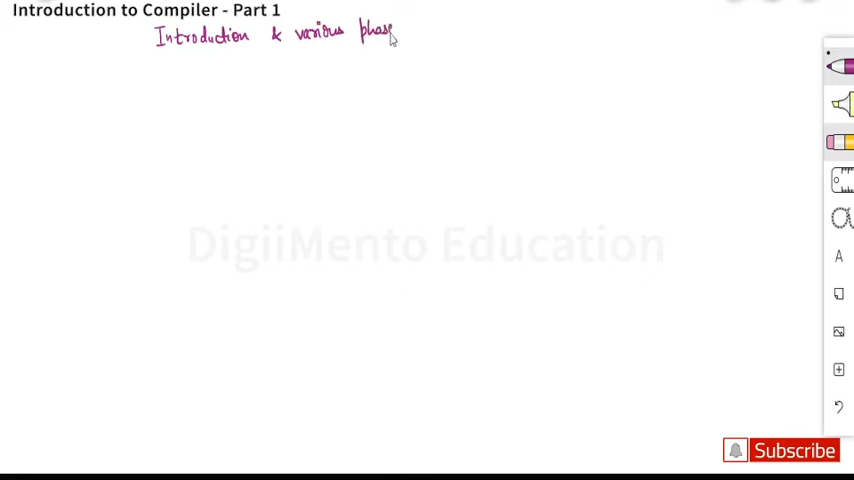 Introduction to Compiler - Part 1
Introduction & various phase
DigiiMento Education
A
Subscribe